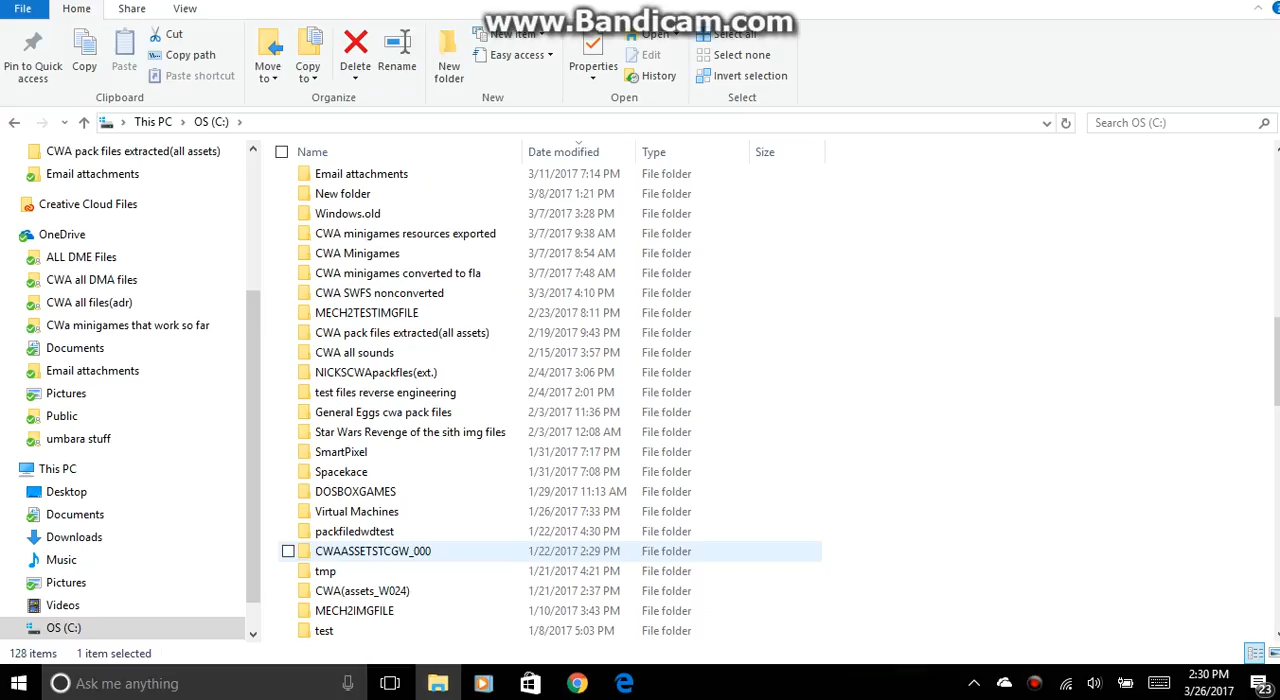 File Home Share View
www.Bandicam.com
Pin to Quick access
Copy
Paste
Cut
Copy path
Paste shortcut
Clipboard
Move to
Copy to
Delete
Rename
Organize
New folder
New item
Easy access
New
Properties
Open
Edit
History
Open
Select all
Select none
Invert selection
Select
This PC > OS (C:) >
Search OS (C:)
CWA pack files extracted(all assets)
Email attachments
Creative Cloud Files
OneDrive
ALL DME Files
CWA all DMA files
CWA all files(adr)
CWa minigames that work so far
Documents
Email attachments
Pictures
Public
umbara stuff
This PC
Desktop
Documents
Downloads
Music
Pictures
Videos
OS (C:)
Name Date modified Type Size
Email attachments 3/11/2017 7:14 PM File folder
New folder 3/8/2017 1:21 PM File folder
Windows.old 3/7/2017 3:28 PM File folder
CWA minigames resources exported 3/7/2017 9:38 AM File folder
CWA Minigames 3/7/2017 8:54 AM File folder
CWA minigames converted to fla 3/7/2017 7:48 AM File folder
CWA SWFS nonconverted 3/3/2017 4:10 PM File folder
MECH2TESTIMGFILE 2/23/2017 8:11 PM File folder
CWA pack files extracted(all assets) 2/19/2017 9:43 PM File folder
CWA all sounds 2/15/2017 3:57 PM File folder
NICKSCWApackfles(ext.) 2/4/2017 3:06 PM File folder
test files reverse engineering 2/4/2017 2:01 PM File folder
General Eggs cwa pack files 2/3/2017 11:36 PM File folder
Star Wars Revenge of the sith img files 2/3/2017 12:08 AM File folder
SmartPixel 1/31/2017 7:17 PM File folder
Spacekace 1/31/2017 7:08 PM File folder
DOSBOXGAMES 1/29/2017 11:13 AM File folder
Virtual Machines 1/26/2017 7:33 PM File folder
packfiledwdtest 1/22/2017 4:30 PM File folder
CWAASSETSTCGW_000 1/22/2017 2:29 PM File folder
tmp 1/21/2017 4:21 PM File folder
CWA(assets_W024) 1/21/2017 2:37 PM File folder
MECH2IMGFILE 1/10/2017 3:43 PM File folder
test 1/8/2017 5:03 PM File folder
128 items 1 item selected
Ask me anything
2:30 PM
3/26/2017
23